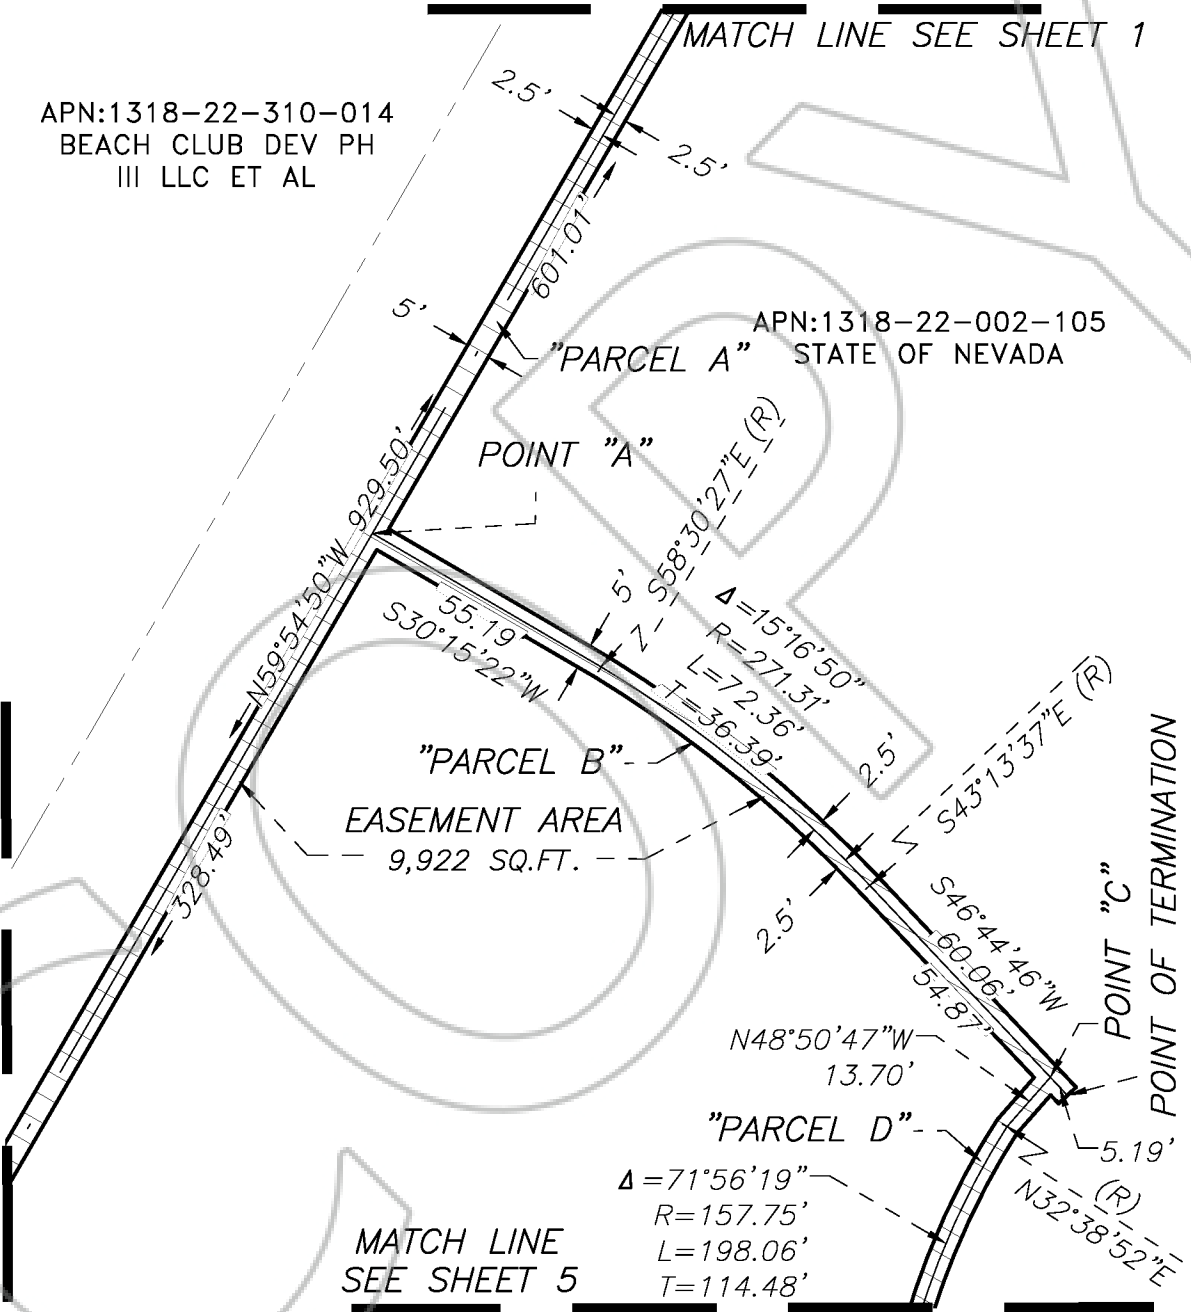 MATCH LINE SEE SHEET 1
2.5'
APN:1318-22-310-014
BEACH CLUB DEV PH
III LLC ET AL
2.5'
601.01'
5'
APN:1318-22-002-105
STATE OF NEVADA
"PARCEL A"
POINT "A"
N59°54'50"W 929.50'
328.49'
55.19'
S30°15'22"W
5'
S58°30'27"E (R)
Δ=15°16'50"
R=271.31'
L=72.36'
T=36.39'
"PARCEL B"
EASEMENT AREA
9,922 SQ.FT.
2.5'
2.5'
S43°13'37"E (R)
S46°44'46"W
60.06'
54.87'
POINT "C"
POINT OF TERMINATION
N48°50'47"W
13.70'
"PARCEL D"
5.19'
(R)
N32°38'52"E
Δ=71°56'19"
R=157.75'
L=198.06'
T=114.48'
MATCH LINE
SEE SHEET 5